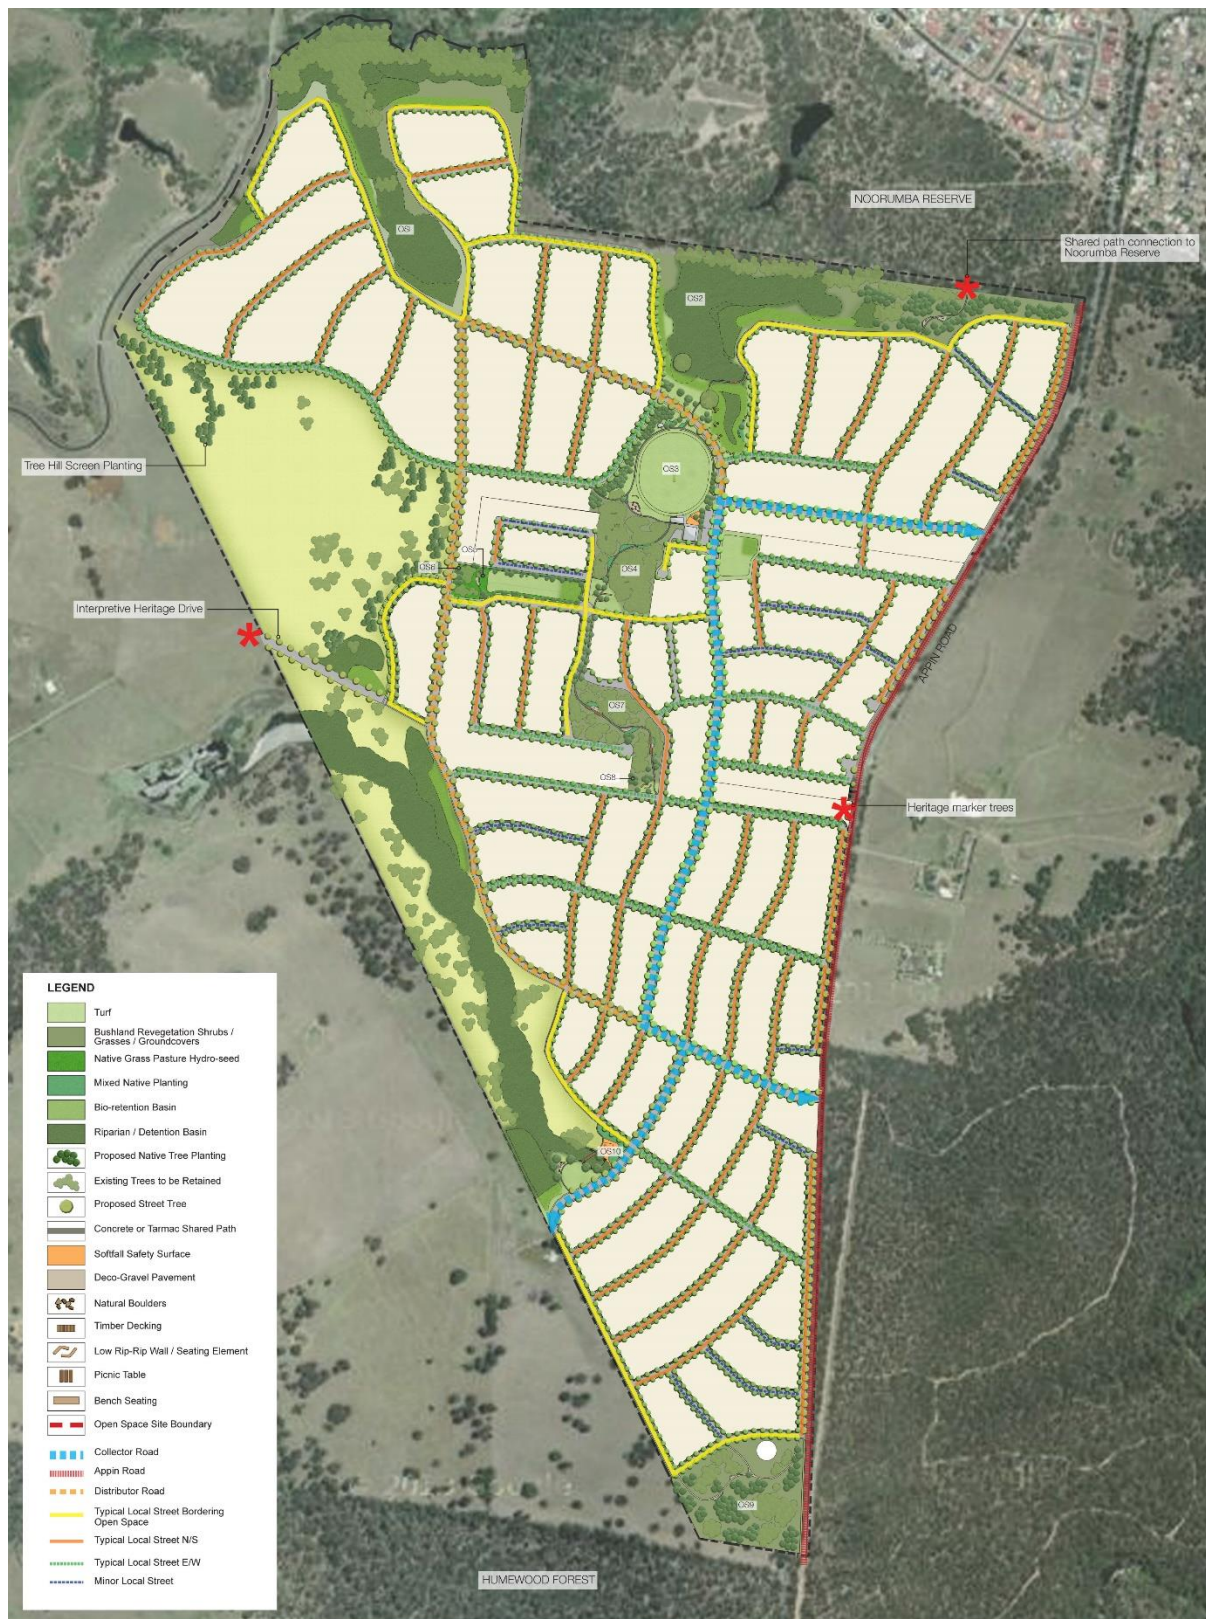 NOORUMBA RESERVE
Shared path connection to
Noorumba Reserve
OS1
OS2
OS3
Tree Hill Screen Planting
OS5
OS6
OS4
Interpretive Heritage Drive
APPIN ROAD
OS7
OS8
Heritage marker trees
OS10
OS9
HUMEWOOD FOREST
LEGEND
Turf
Bushland Revegetation Shrubs /
Grasses / Groundcovers
Native Grass Pasture Hydro-seed
Mixed Native Planting
Bio-retention Basin
Riparian / Detention Basin
Proposed Native Tree Planting
Existing Trees to be Retained
Proposed Street Tree
Concrete or Tarmac Shared Path
Softfall Safety Surface
Deco-Gravel Pavement
Natural Boulders
Timber Decking
Low Rip-Rip Wall / Seating Element
Picnic Table
Bench Seating
Open Space Site Boundary
Collector Road
Appin Road
Distributor Road
Typical Local Street Bordering
Open Space
Typical Local Street N/S
Typical Local Street E/W
Minor Local Street